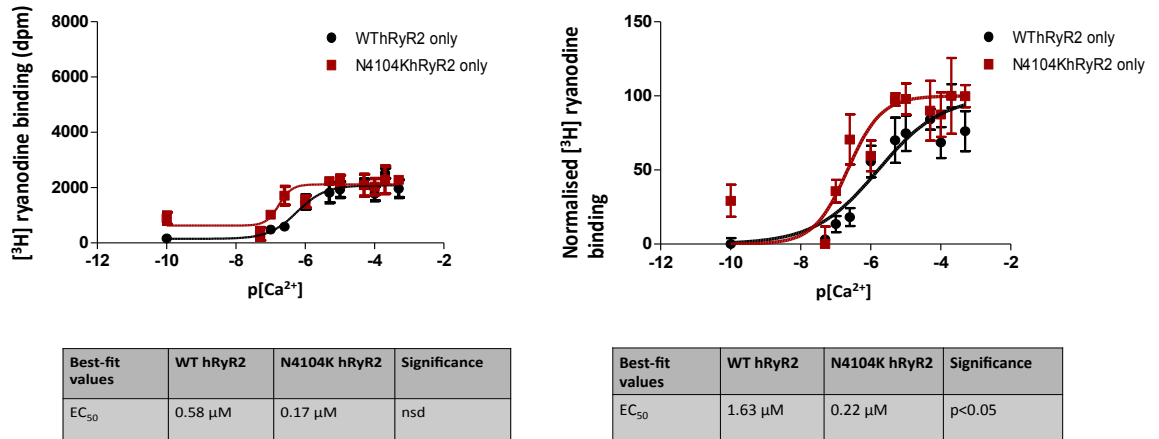 [³H] ryanodine binding (dpm)
8000
6000
4000
2000
0
-12
-10
-8
-6
-4
-2
p[Ca²⁺]
WThRyR2 only
N4104KhRyR2 only
Normalised [³H] ryanodine
binding
100
50
0
-12
-10
-8
-6
-4
-2
p[Ca²⁺]
WThRyR2 only
N4104KhRyR2 only
Best-fit values WT hRyR2 N4104K hRyR2 Significance
EC₅₀ 0.58 µM 0.17 µM nsd
Best-fit values WT hRyR2 N4104K hRyR2 Significance
EC₅₀ 1.63 µM 0.22 µM p<0.05